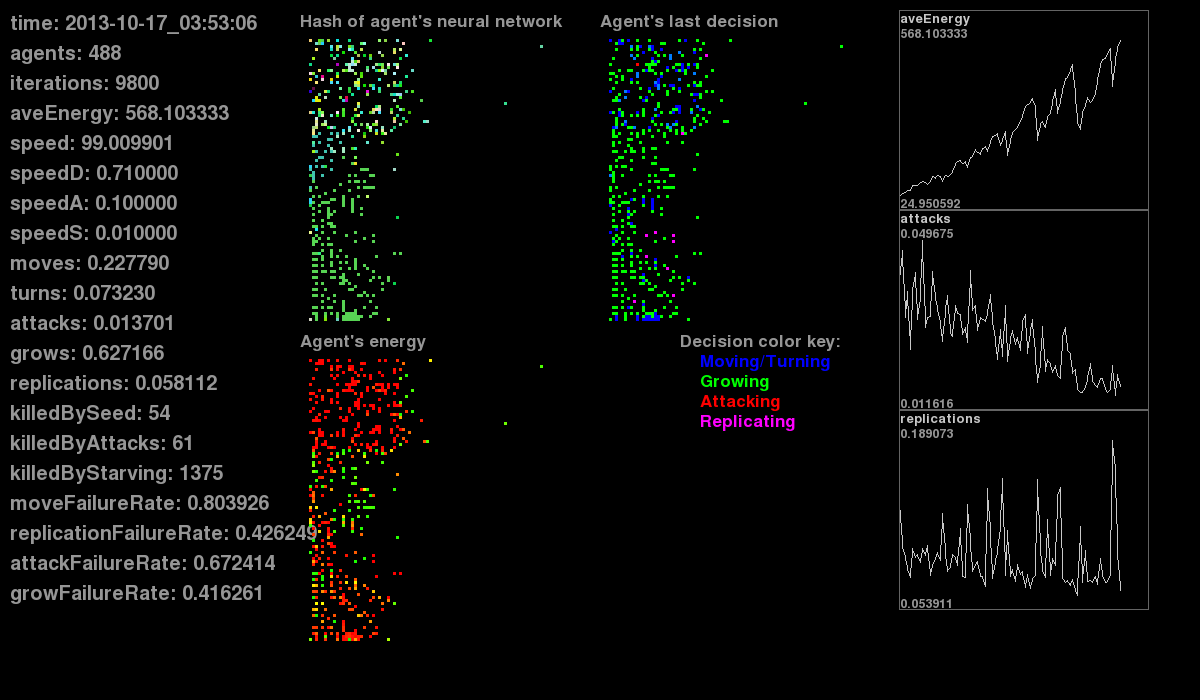 time: 2013-10-17_03:53:06
agents: 488
iterations: 9800
aveEnergy: 568.103333
speed: 99.009901
speedD: 0.710000
speedA: 0.100000
speedS: 0.010000
moves: 0.227790
turns: 0.073230
attacks: 0.013701
grows: 0.627166
replications: 0.058112
killedBySeed: 54
killedByAttacks: 61
killedByStarving: 1375
moveFailureRate: 0.803926
replicationFailureRate: 0.426249
attackFailureRate: 0.672414
growFailureRate: 0.416261
Hash of agent's neural network
Agent's last decision
Agent's energy
Decision color key:
Moving/Turning
Growing
Attacking
Replicating
aveEnergy
568.103333
24.950592
attacks
0.049675
0.011616
replications
0.189073
0.053911